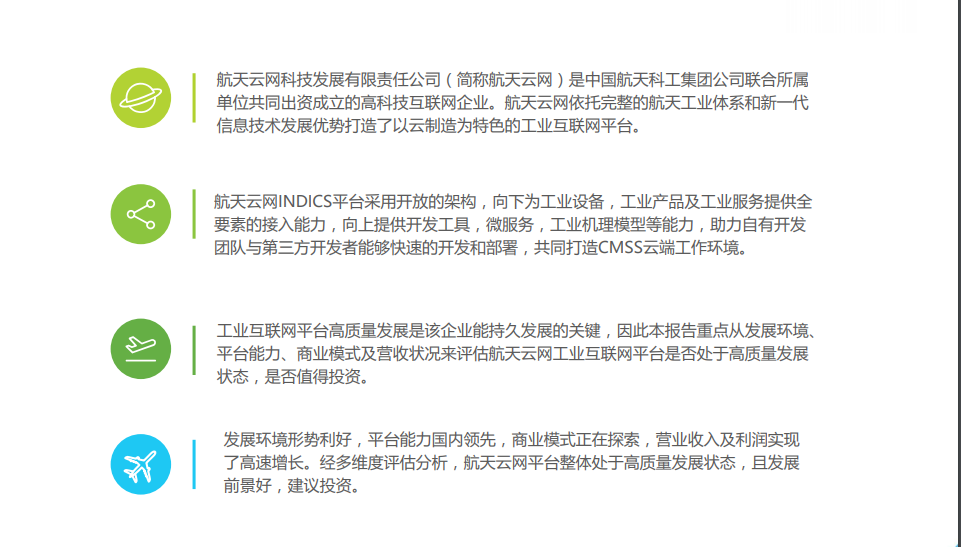 航天云网科技发展有限责任公司（简称航天云网）是中国航天科工集团公司联合所属
单位共同出资成立的高科技互联网企业。航天云网依托完整的航天工业体系和新一代
信息技术发展优势打造了以云制造为特色的工业互联网平台。
航天云网INDICS平台采用开放的架构，向下为工业设备，工业产品及工业服务提供全
要素的接入能力，向上提供开发工具，微服务，工业机理模型等能力，助力自有开发
团队与第三方开发者能够快速的开发和部署，共同打造CMSS云端工作环境。
工业互联网平台高质量发展是该企业能持久发展的关键，因此本报告重点从发展环境、
平台能力、商业模式及营收状况来评估航天云网工业互联网平台是否处于高质量发展
状态，是否值得投资。
发展环境形势利好，平台能力国内领先，商业模式正在探索，营业收入及利润实现
了高速增长。经多维度评估分析，航天云网平台整体处于高质量发展状态，且发展
前景好，建议投资。